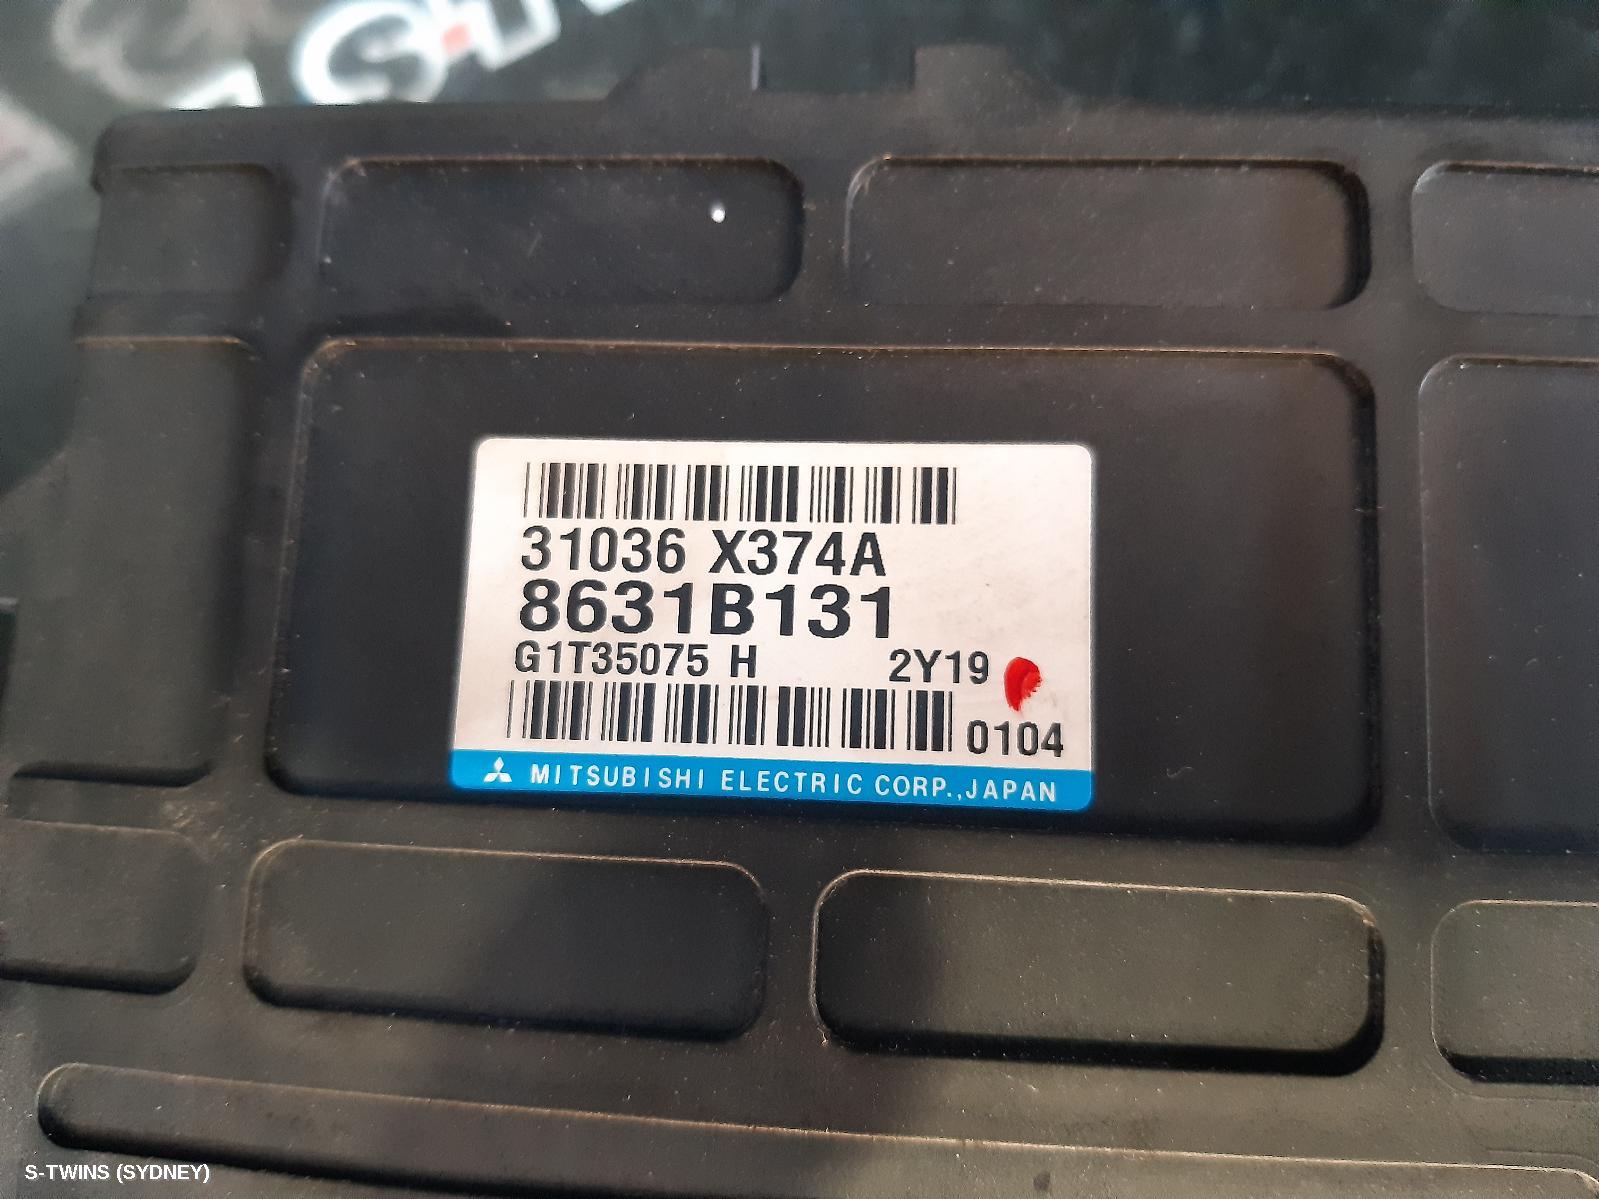 31036 X374A
8631B131
G1T35075 H 2Y19
0104
MITSUBISHI ELECTRIC CORP.,JAPAN
S-TWINS (SYDNEY)